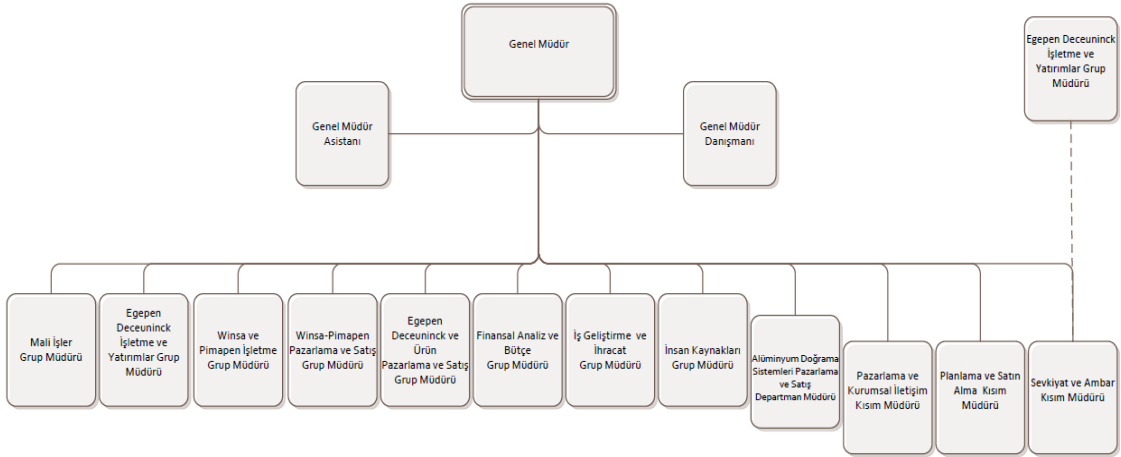 Genel Müdür
Egepen Deceuninck
İşletme ve
Yatırımlar Grup
Müdürü
Genel Müdür
Asistanı
Genel Müdür
Danışmanı
Mali İşler
Grup Müdürü
Egepen
Deceuninck
İşletme ve
Yatırımlar Grup
Müdürü
Winsa ve
Pimapen İşletme
Grup Müdürü
Winsa-Pimapen
Pazarlama ve Satış
Grup Müdürü
Egepen
Deceuninck ve
Ürün
Pazarlama ve Satış
Grup Müdürü
Finansal Analiz ve
Bütçe
Grup Müdürü
İş Geliştirme ve
İhracat
Grup Müdürü
İnsan Kaynakları
Grup Müdürü
Alüminyum Doğrama
Sistemleri Pazarlama
ve Satış
Departman Müdürü
Pazarlama ve
Kurumsal İletişim
Kısım Müdürü
Planlama ve Satın
Alma Kısım
Müdürü
Sevkiyat ve Ambar
Kısım Müdürü